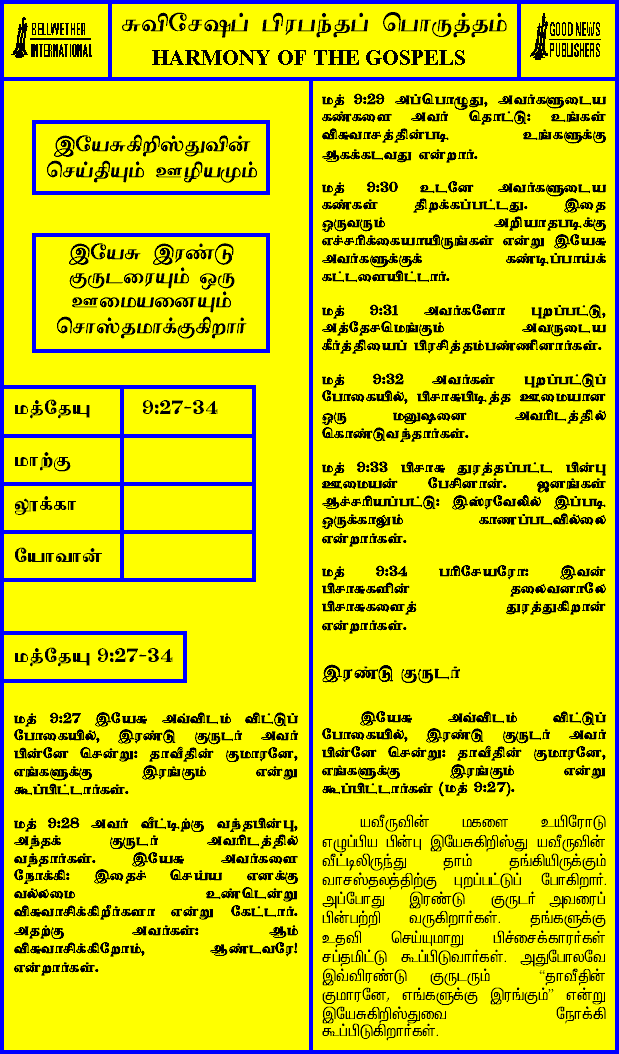 BELLWETHER
INTERNATIONAL
சுவிசேஷப் பிரபந்தப் பொருத்தம்
HARMONY OF THE GOSPELS
GOOD NEWS
PUBLISHERS
இயேசுகிறிஸ்துவின்
செய்தியும் ஊழியமும்
இயேசு இரண்டு
குருடரையும் ஒரு
ஊமையனையும்
சொஸ்தமாக்குகிறார்
மத்தேயு 9:27-34
மாற்கு
லூக்கா
யோவான்
மத்தேயு 9:27-34
மத் 9:27 இயேசு அவ்விடம் விட்டுப்
போகையில், இரண்டு குருடர் அவர்
பின்னே சென்று: தாவீதின் குமாரனே,
எங்களுக்கு இரங்கும் என்று
கூப்பிட்டார்கள்.
மத் 9:28 அவர் வீட்டிற்கு வந்தபின்பு,
அந்தக் குருடர் அவரிடத்தில்
வந்தார்கள். இயேசு அவர்களை
நோக்கி: இதைச் செய்ய எனக்கு
வல்லமை உண்டென்று
விசுவாசிக்கிறீர்களா என்று கேட்டார்.
அதற்கு அவர்கள்: ஆம்
விசுவாசிக்கிறோம், ஆண்டவரே!
என்றார்கள்.
மத் 9:29 அப்பொழுது, அவர்களுடைய
கண்களை அவர் தொட்டு: உங்கள்
விசுவாசத்தின்படி உங்களுக்கு
ஆகக்கடவது என்றார்.
மத் 9:30 உடனே அவர்களுடைய
கண்கள் திறக்கப்பட்டது. இதை
ஒருவரும் அறியாதபடிக்கு
எச்சரிக்கையாயிருங்கள் என்று இயேசு
அவர்களுக்குக் கண்டிப்பாய்க்
கட்டளையிட்டார்.
மத் 9:31 அவர்களோ புறப்பட்டு,
அத்தேசமெங்கும் அவருடைய
கீர்த்தியைப் பிரசித்தம்பண்ணினார்கள்.
மத் 9:32 அவர்கள் புறப்பட்டுப்
போகையில், பிசாசுபிடித்த ஊமையான
ஒரு மனுஷனை அவரிடத்தில்
கொண்டுவந்தார்கள்.
மத் 9:33 பிசாசு துரத்தப்பட்ட பின்பு
ஊமையன் பேசினான். ஜனங்கள்
ஆச்சரியப்பட்டு: இஸ்ரவேலில் இப்படி
ஒருக்காலும் காணப்படவில்லை
என்றார்கள்.
மத் 9:34 பரிசேயரோ: இவன்
பிசாசுகளின் தலைவனாலே
பிசாசுகளைத் துரத்துகிறான்
என்றார்கள்.
இரண்டு குருடர்
இயேசு அவ்விடம் விட்டுப்
போகையில், இரண்டு குருடர் அவர்
பின்னே சென்று: தாவீதின் குமாரனே,
எங்களுக்கு இரங்கும் என்று
கூப்பிட்டார்கள் (மத் 9:27).
யவீருவின் மகளை உயிரோடு
எழுப்பிய பின்பு இயேசுகிறிஸ்து யவீருவின்
வீட்டிலிருந்து தாம் தங்கியிருக்கும்
வாசஸ்தலத்திற்கு புறப்பட்டுப் போகிறார்.
அப்போது இரண்டு குருடர் அவரைப்
பின்பற்றி வருகிறார்கள். தங்களுக்கு
உதவி செய்யுமாறு பிச்சைக்காரர்கள்
சப்தமிட்டு கூப்பிடுவார்கள். அதுபோலவே
இவ்விரண்டு குருடரும் “தாவீதின்
குமாரனே, எங்களுக்கு இரங்கும்” என்று
இயேசுகிறிஸ்துவை நோக்கி
கூப்பிடுகிறார்கள்.